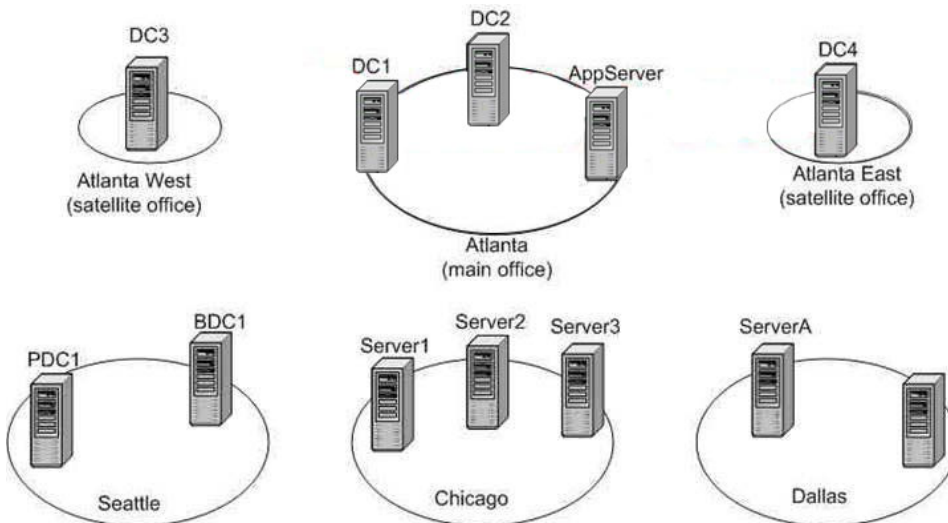 DC3
DC2
DC4
DC1
AppServer
Atlanta West
(satellite office)
Atlanta East
(satellite office)
Atlanta
(main office)
BDC1
Server2
PDC1
Server1
Server3
ServerA
Seattle
Chicago
Dallas